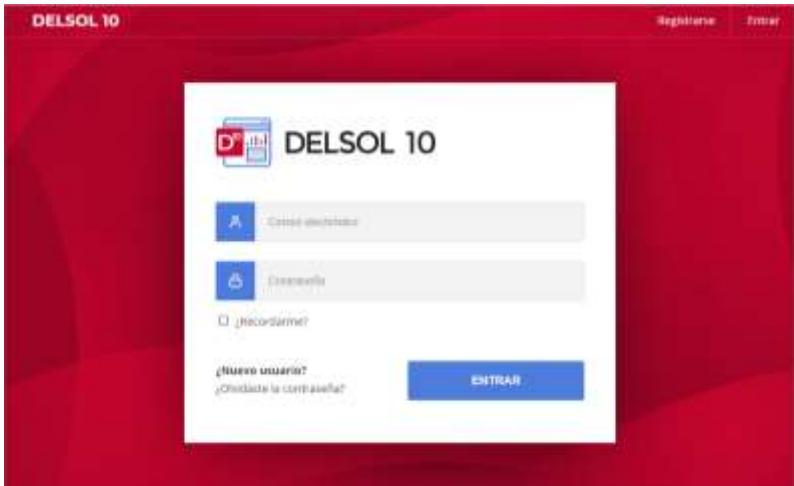 DELSOL 10
Registrarse
Entrar
DELSOL 10
Correo electrónico
Contraseña
¿Recordarme?
¿Nuevo usuario?
¿Olvidaste la contraseña?
ENTRAR